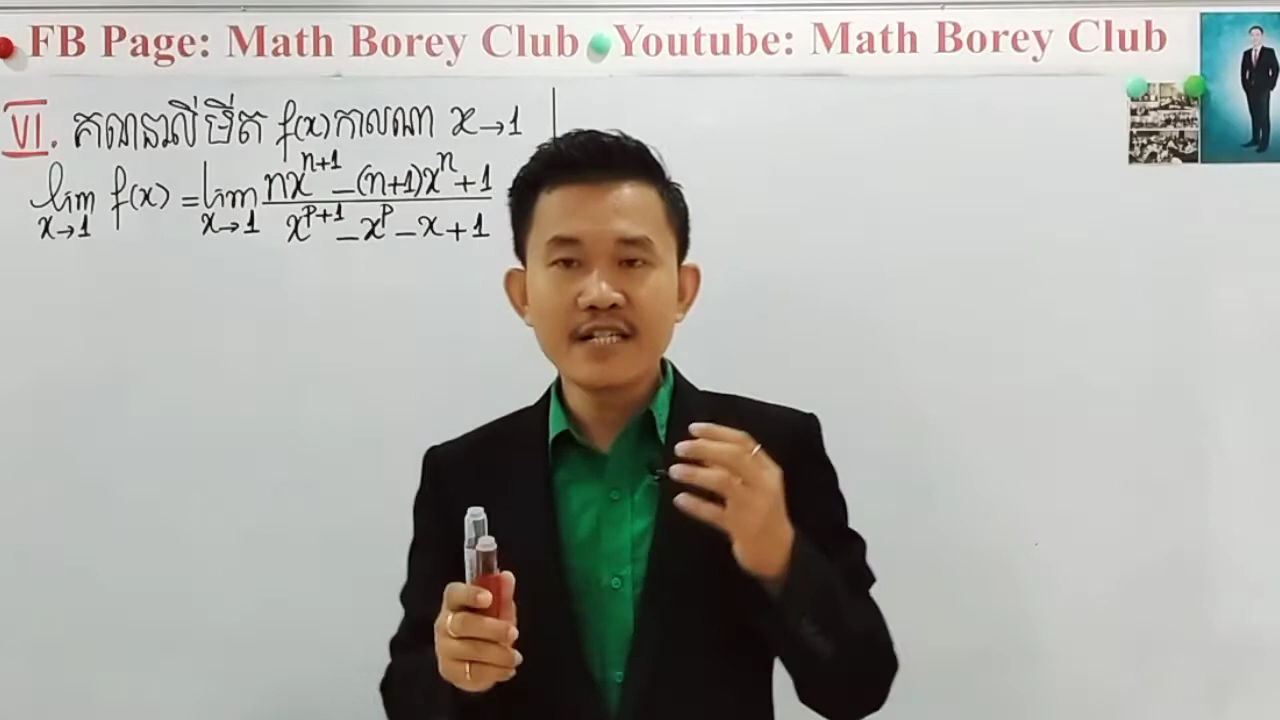 FB Page: Math Borey Club Youtube: Math Borey Club
VI. គណនាលីមីត f(x) កាលណា x→1
lim x→1 f(x) = lim x→1 (nx^{n+1} − (n+1)x^n + 1) / (x^{p+1} − x^p − x + 1)